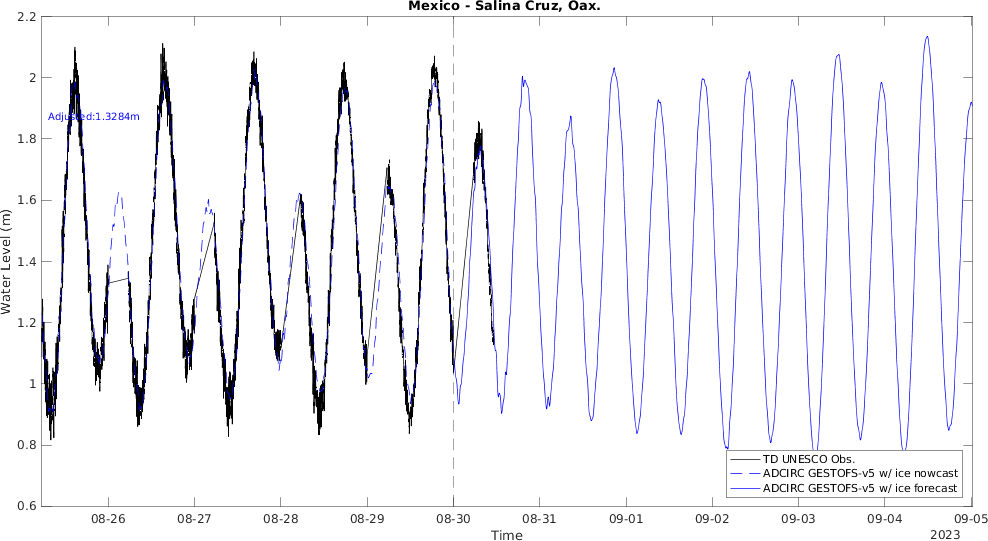 Mexico - Salina Cruz, Oax.
2.2
2
1.8
1.6
1.4
1.2
1
0.8
0.6
Water Level (m)
Adjusted:1.3284m
TD UNESCO Obs.
ADCIRC GESTOFS-v5 w/ ice nowcast
ADCIRC GESTOFS-v5 w/ ice forecast
08-26 08-27 08-28 08-29 08-30 08-31 09-01 09-02 09-03 09-04 09-05
Time
2023